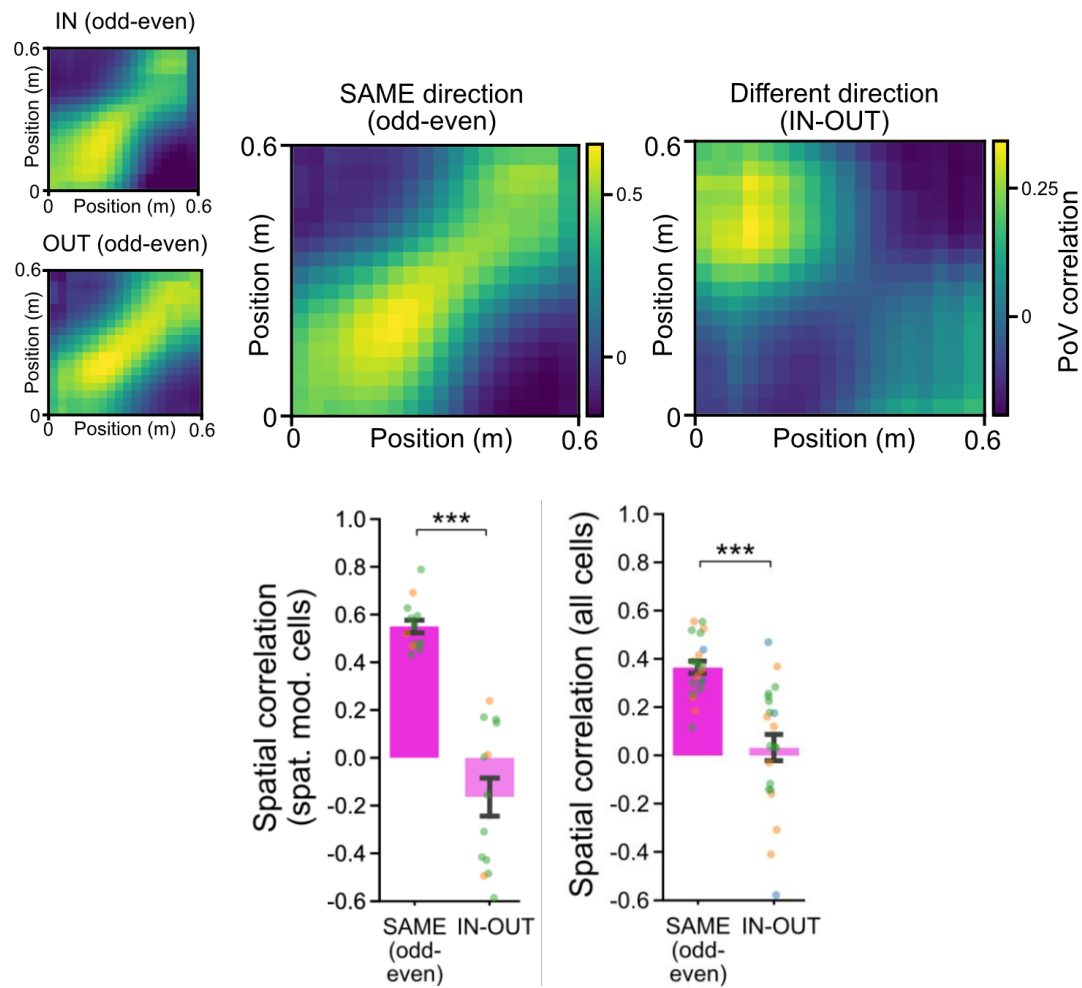 IN (odd-even)
0.6
Position (m)
0
0
Position (m)
0.6
OUT (odd-even)
0.6
Position (m)
0
0
Position (m)
0.6
SAME direction
(odd-even)
0.6
Position (m)
0
0
Position (m)
0.6
0.5
0
Different direction
(IN-OUT)
0.6
Position (m)
0
0
Position (m)
0.6
0.25
0
PoV correlation
Spatial correlation
(spat. mod. cells)
1.0
0.8
0.6
0.4
0.2
0.0
-0.2
-0.4
-0.6
***
SAME
(odd-
even)
IN-OUT
Spatial correlation (all cells)
1.0
0.8
0.6
0.4
0.2
0.0
-0.2
-0.4
-0.6
***
SAME
(odd-
even)
IN-OUT